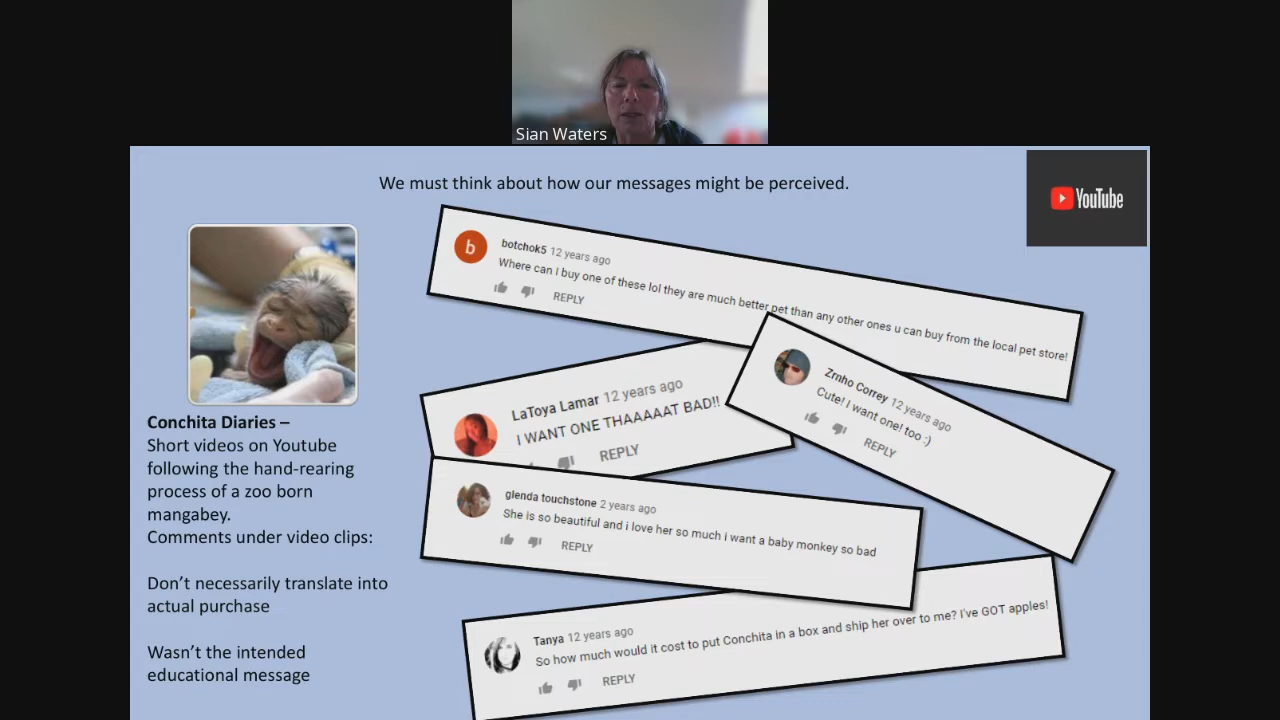 Sian Waters
We must think about how our messages might be perceived.
YouTube
botchok5 12 years ago
Where can I buy one of these lol they are much better pet than any other ones u can buy from the local pet store!
REPLY
LaToya Lamar 12 years ago
I WANT ONE THAAAAAT BAD!!
REPLY
Zrnho Correy 12 years ago
Cute! I want one! too :)
REPLY
glenda touchstone 2 years ago
She is so beautiful and i love her so much i want a baby monkey so bad
REPLY
Tanya 12 years ago
So how much would it cost to put Conchita in a box and ship her over to me? I've GOT apples!
REPLY
Conchita Diaries –
Short videos on Youtube
following the hand-rearing
process of a zoo born
mangabey.
Comments under video clips:
Don't necessarily translate into
actual purchase
Wasn't the intended
educational message